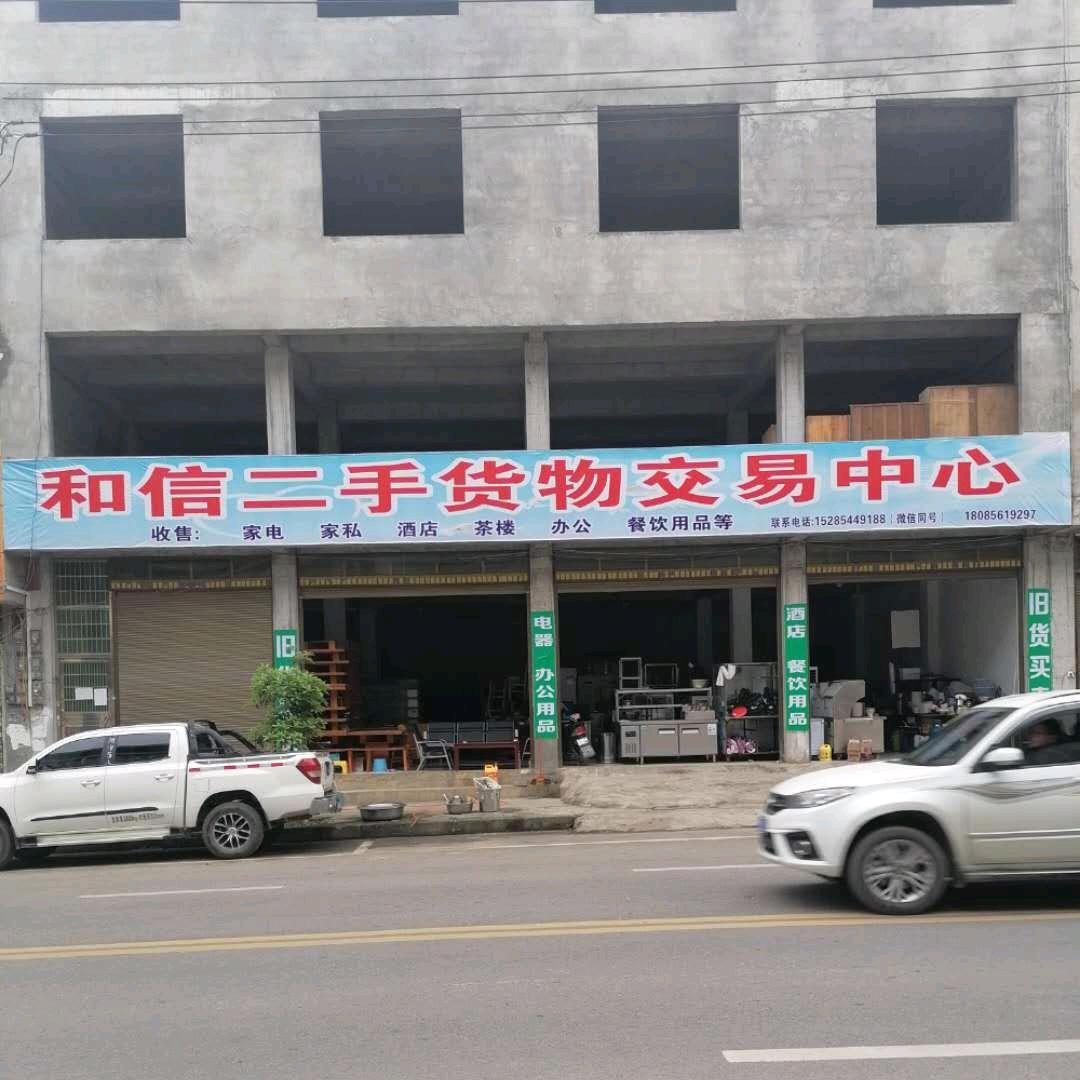 和信二手货物交易中心
收售: 家电 家私 酒店 茶楼 办公 餐饮用品等 联系电话:15285449188(微信同号) 18085619297
旧
电器 办公用品
酒店 餐饮用品
旧货买